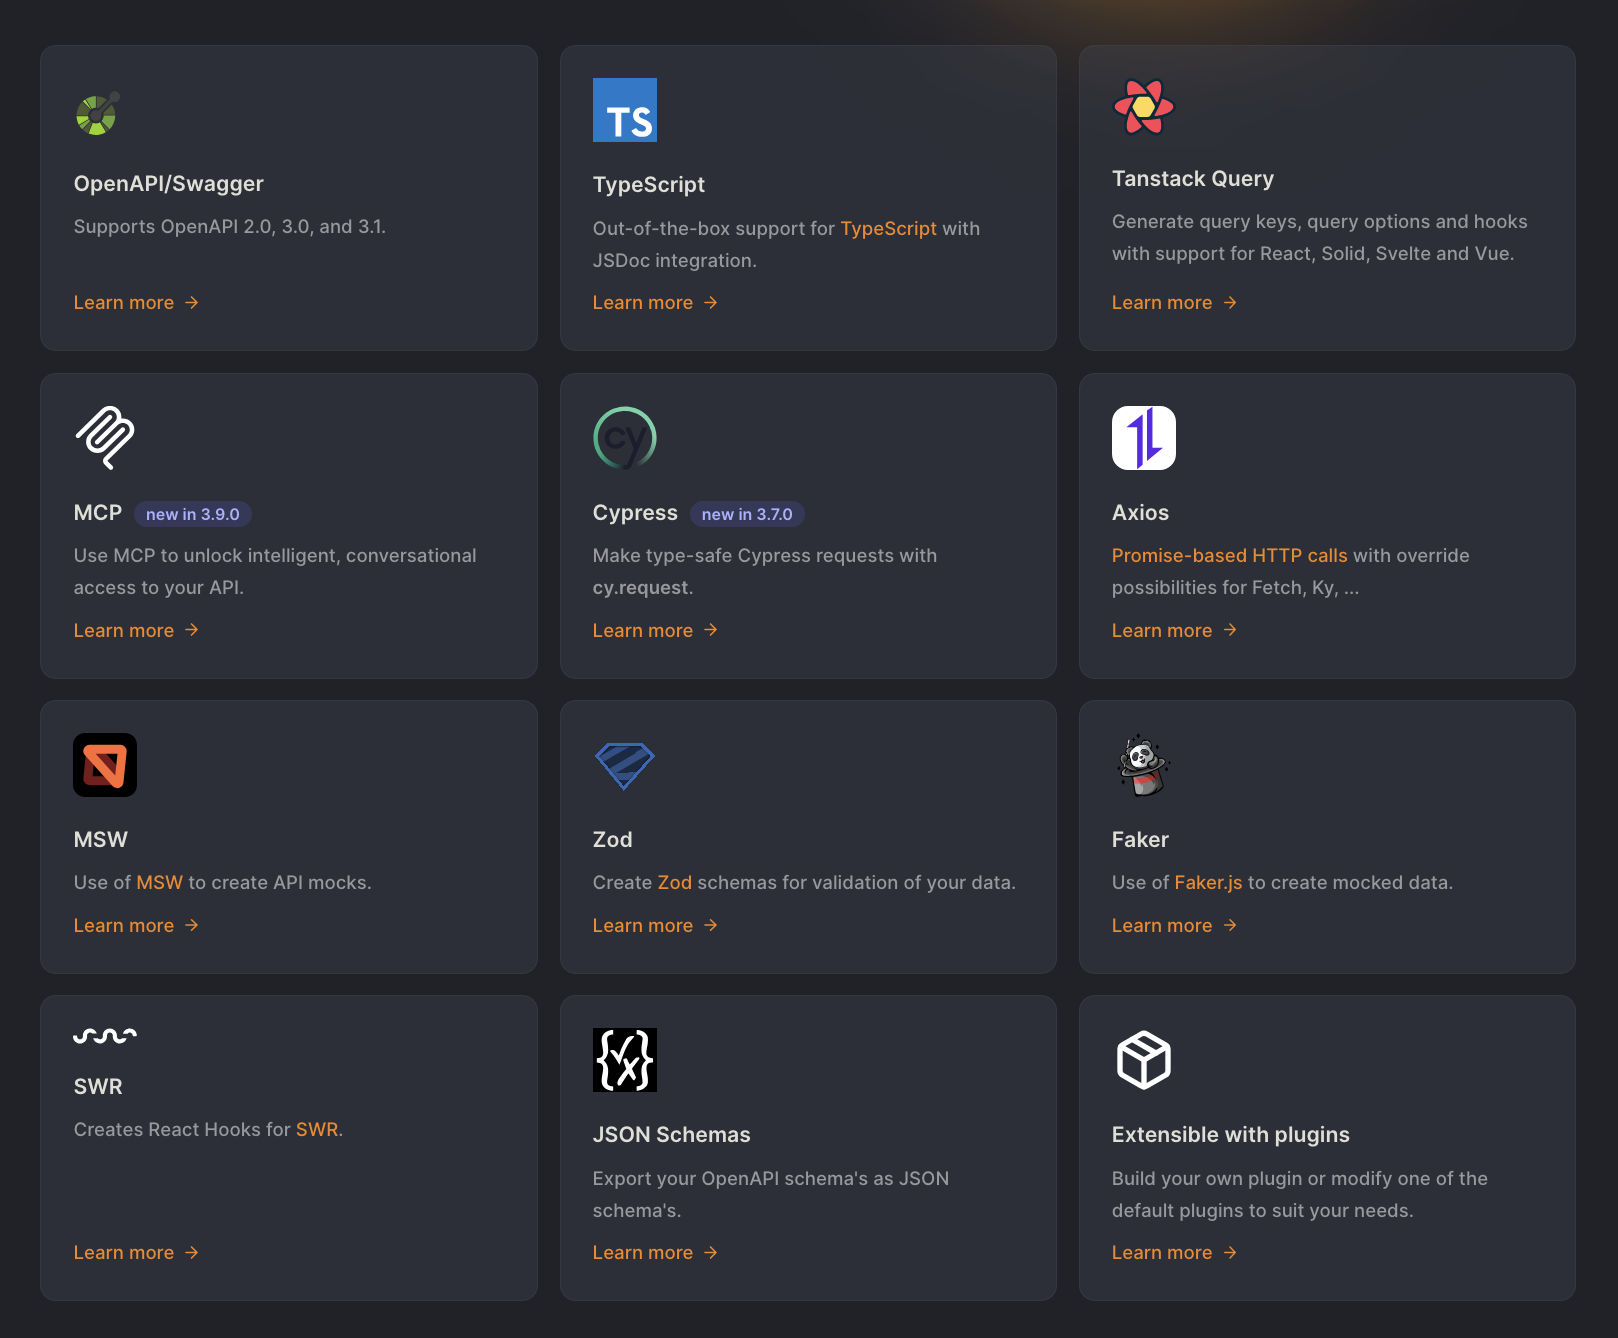 OpenAPI/Swagger
Supports OpenAPI 2.0, 3.0, and 3.1.
Learn more →
TS
TypeScript
Out-of-the-box support for TypeScript with
JSDoc integration.
Learn more →
Tanstack Query
Generate query keys, query options and hooks
with support for React, Solid, Svelte and Vue.
Learn more →
MCP new in 3.9.0
Use MCP to unlock intelligent, conversational
access to your API.
Learn more →
cy
Cypress new in 3.7.0
Make type-safe Cypress requests with
cy.request.
Learn more →
Axios
Promise-based HTTP calls with override
possibilities for Fetch, Ky, ...
Learn more →
MSW
Use of MSW to create API mocks.
Learn more →
Zod
Create Zod schemas for validation of your data.
Learn more →
Faker
Use of Faker.js to create mocked data.
Learn more →
SWR
Creates React Hooks for SWR.
Learn more →
JSON Schemas
Export your OpenAPI schema's as JSON
schema's.
Learn more →
Extensible with plugins
Build your own plugin or modify one of the
default plugins to suit your needs.
Learn more →